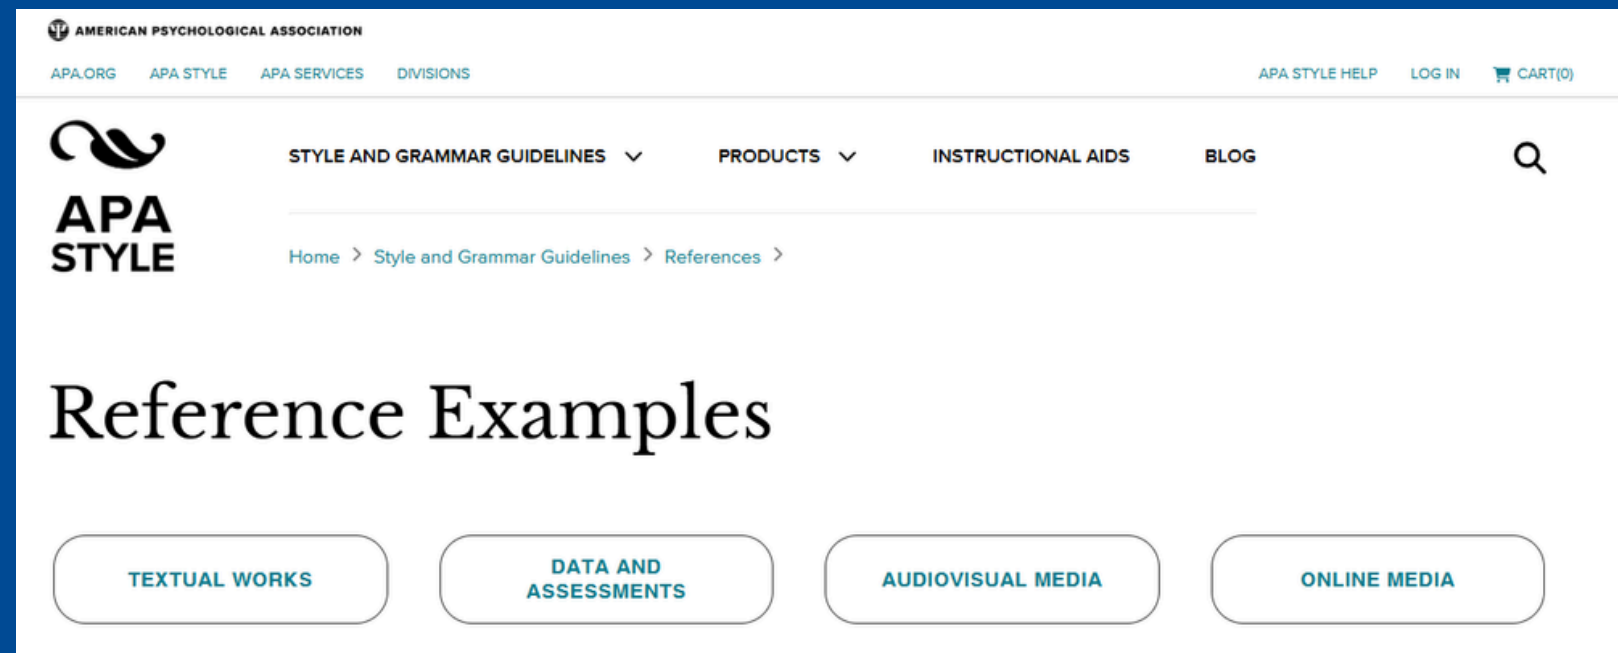 AMERICAN PSYCHOLOGICAL ASSOCIATION
APA.ORG APA STYLE APA SERVICES DIVISIONS APA STYLE HELP LOG IN CART(0)
APA
STYLE
STYLE AND GRAMMAR GUIDELINES PRODUCTS INSTRUCTIONAL AIDS BLOG
Home > Style and Grammar Guidelines > References >
Reference Examples
TEXTUAL WORKS
DATA AND
ASSESSMENTS
AUDIOVISUAL MEDIA
ONLINE MEDIA